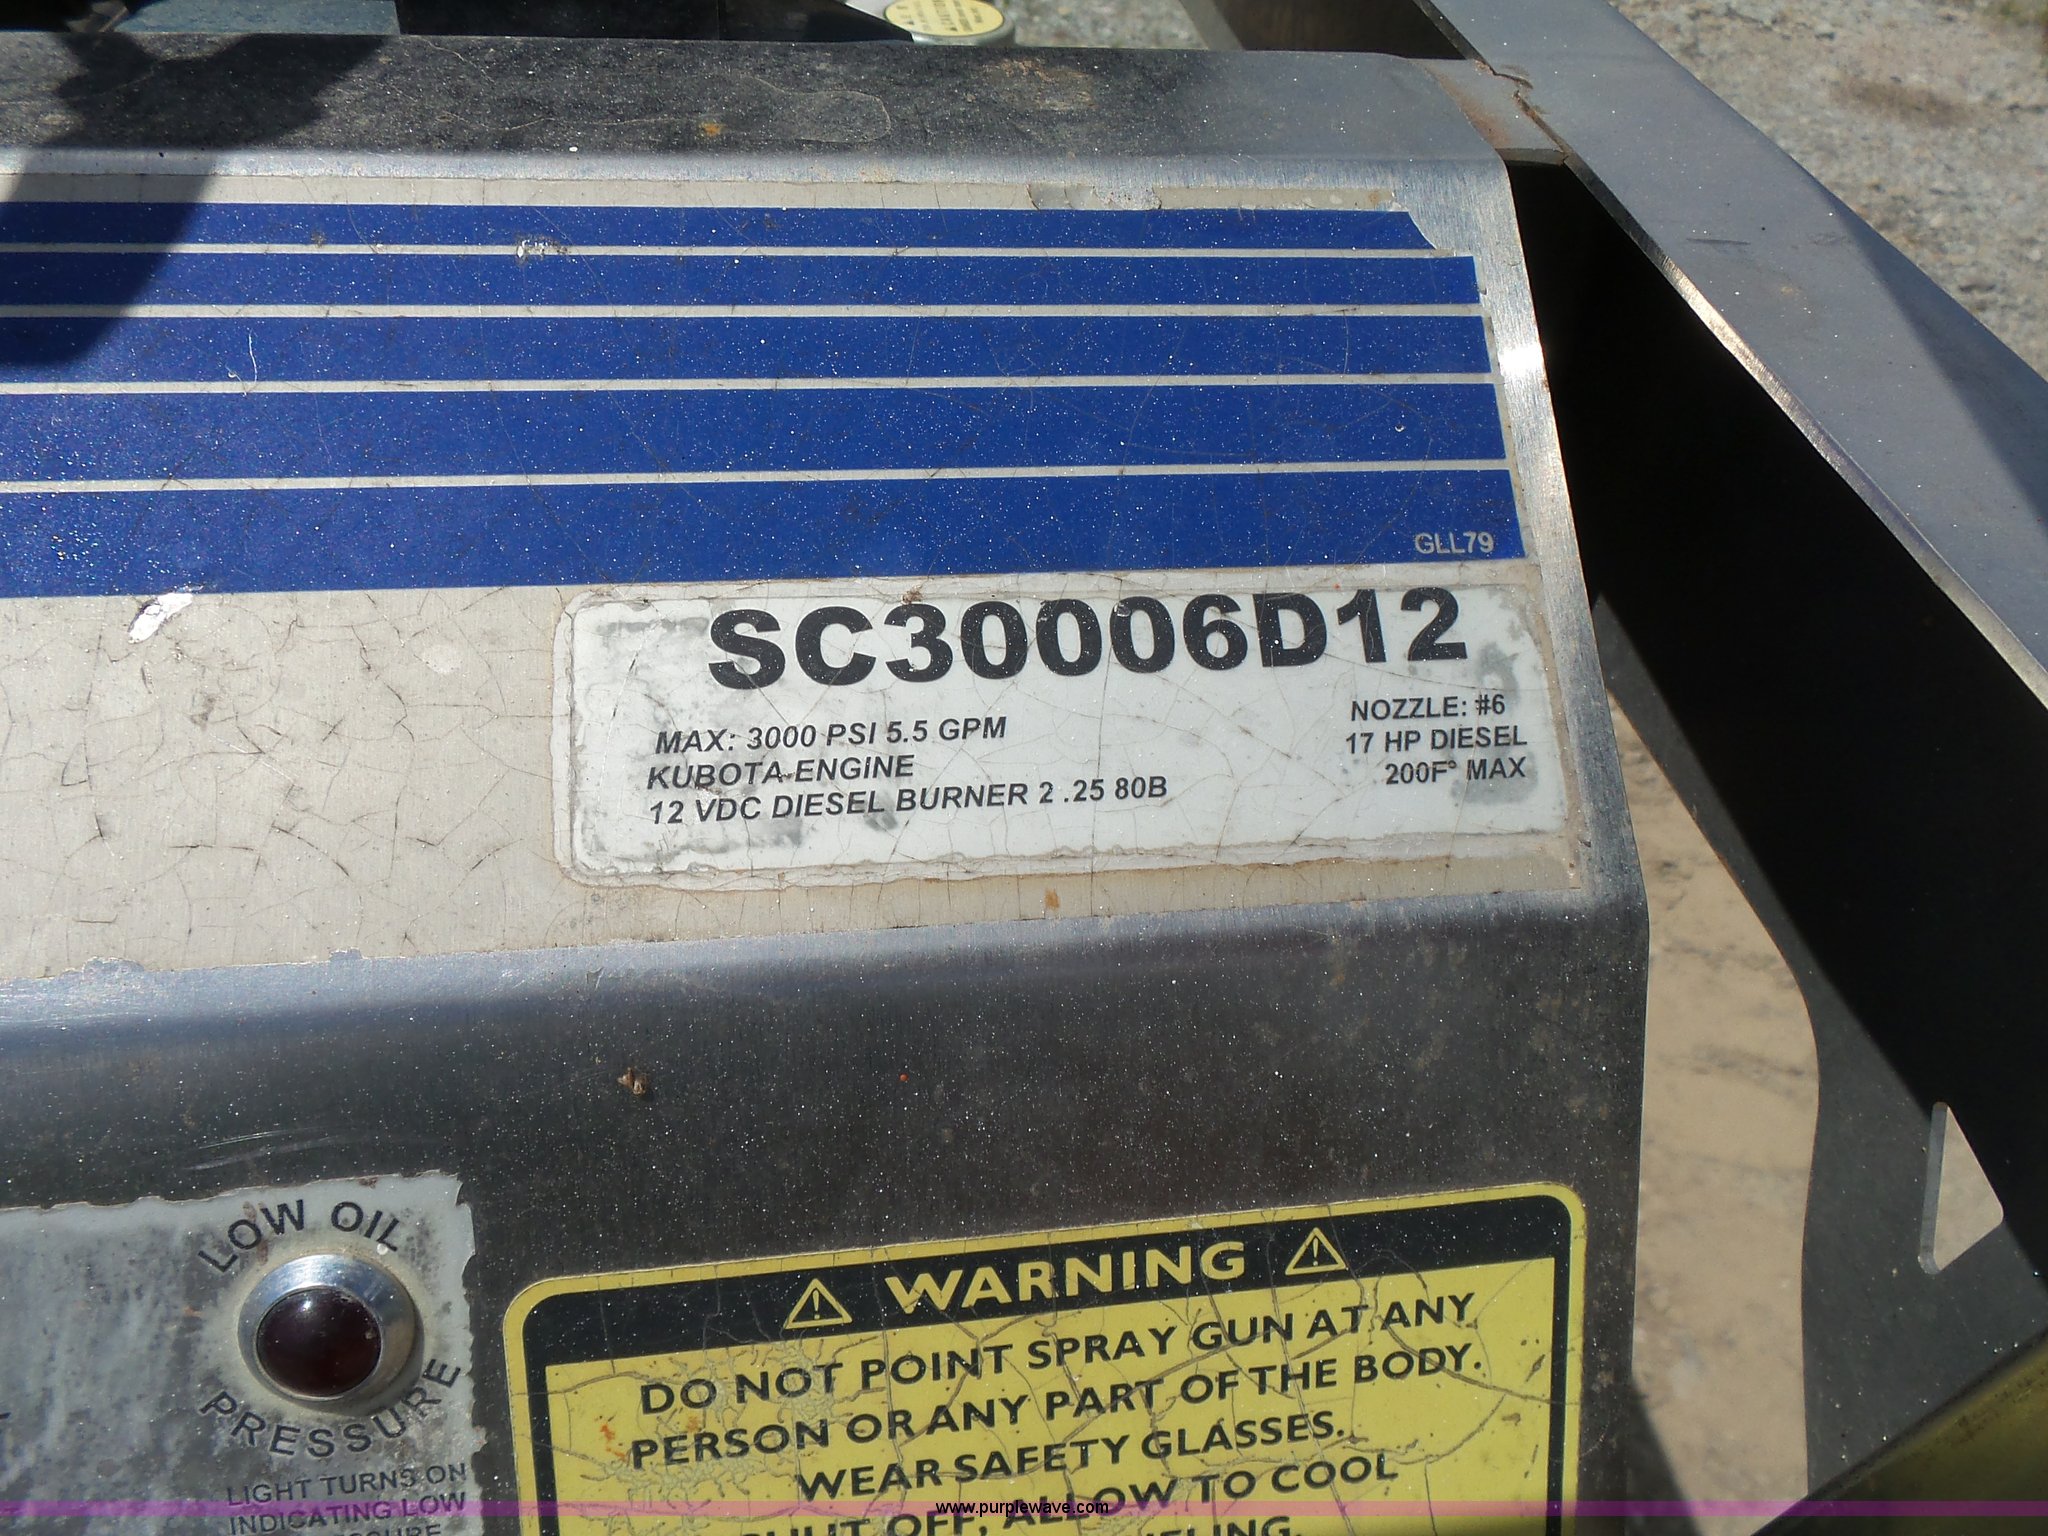 GLL79
SC30006D12
MAX: 3000 PSI 5.5 GPM
KUBOTA ENGINE
12 VDC DIESEL BURNER 2 .25 80B
NOZZLE: #6
17 HP DIESEL
200F° MAX
LOW OIL
PRESSURE
LIGHT TURNS ON
INDICATING LOW
WARNING
DO NOT POINT SPRAY GUN AT ANY
PERSON OR ANY PART OF THE BODY.
WEAR SAFETY GLASSES.
OFF, ALLOW TO COOL
www.purplewave.com